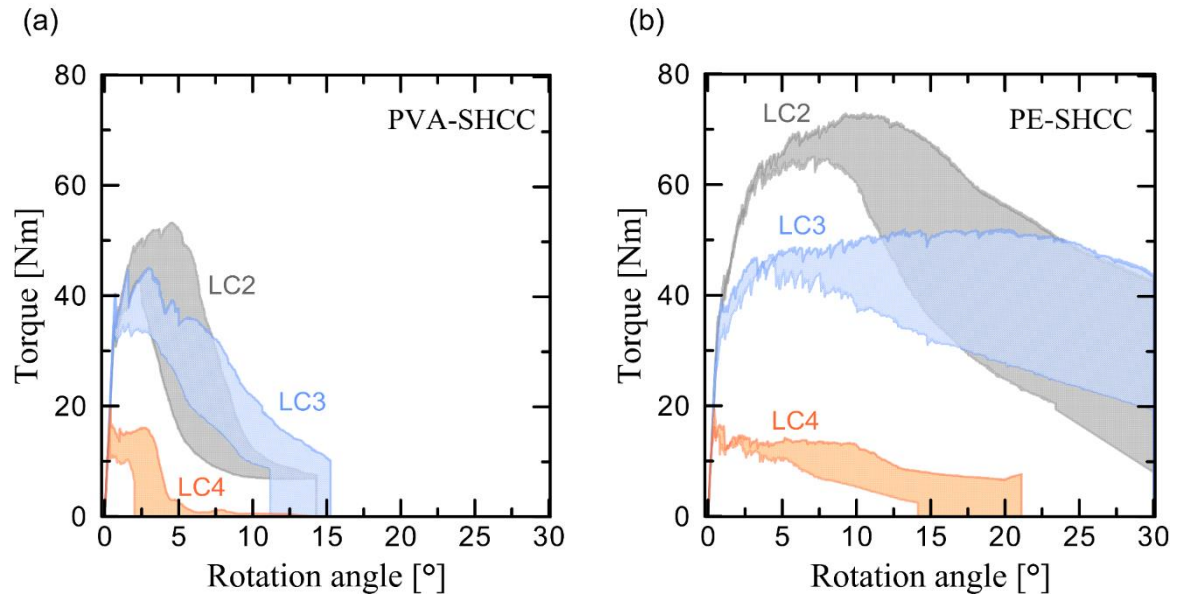 (a)
80
60
40
20
0
Torque [Nm]
PVA-SHCC
LC2
LC3
LC4
0 5 10 15 20 25 30
Rotation angle [°]
(b)
80
60
40
20
0
Torque [Nm]
PE-SHCC
LC2
LC3
LC4
0 5 10 15 20 25 30
Rotation angle [°]